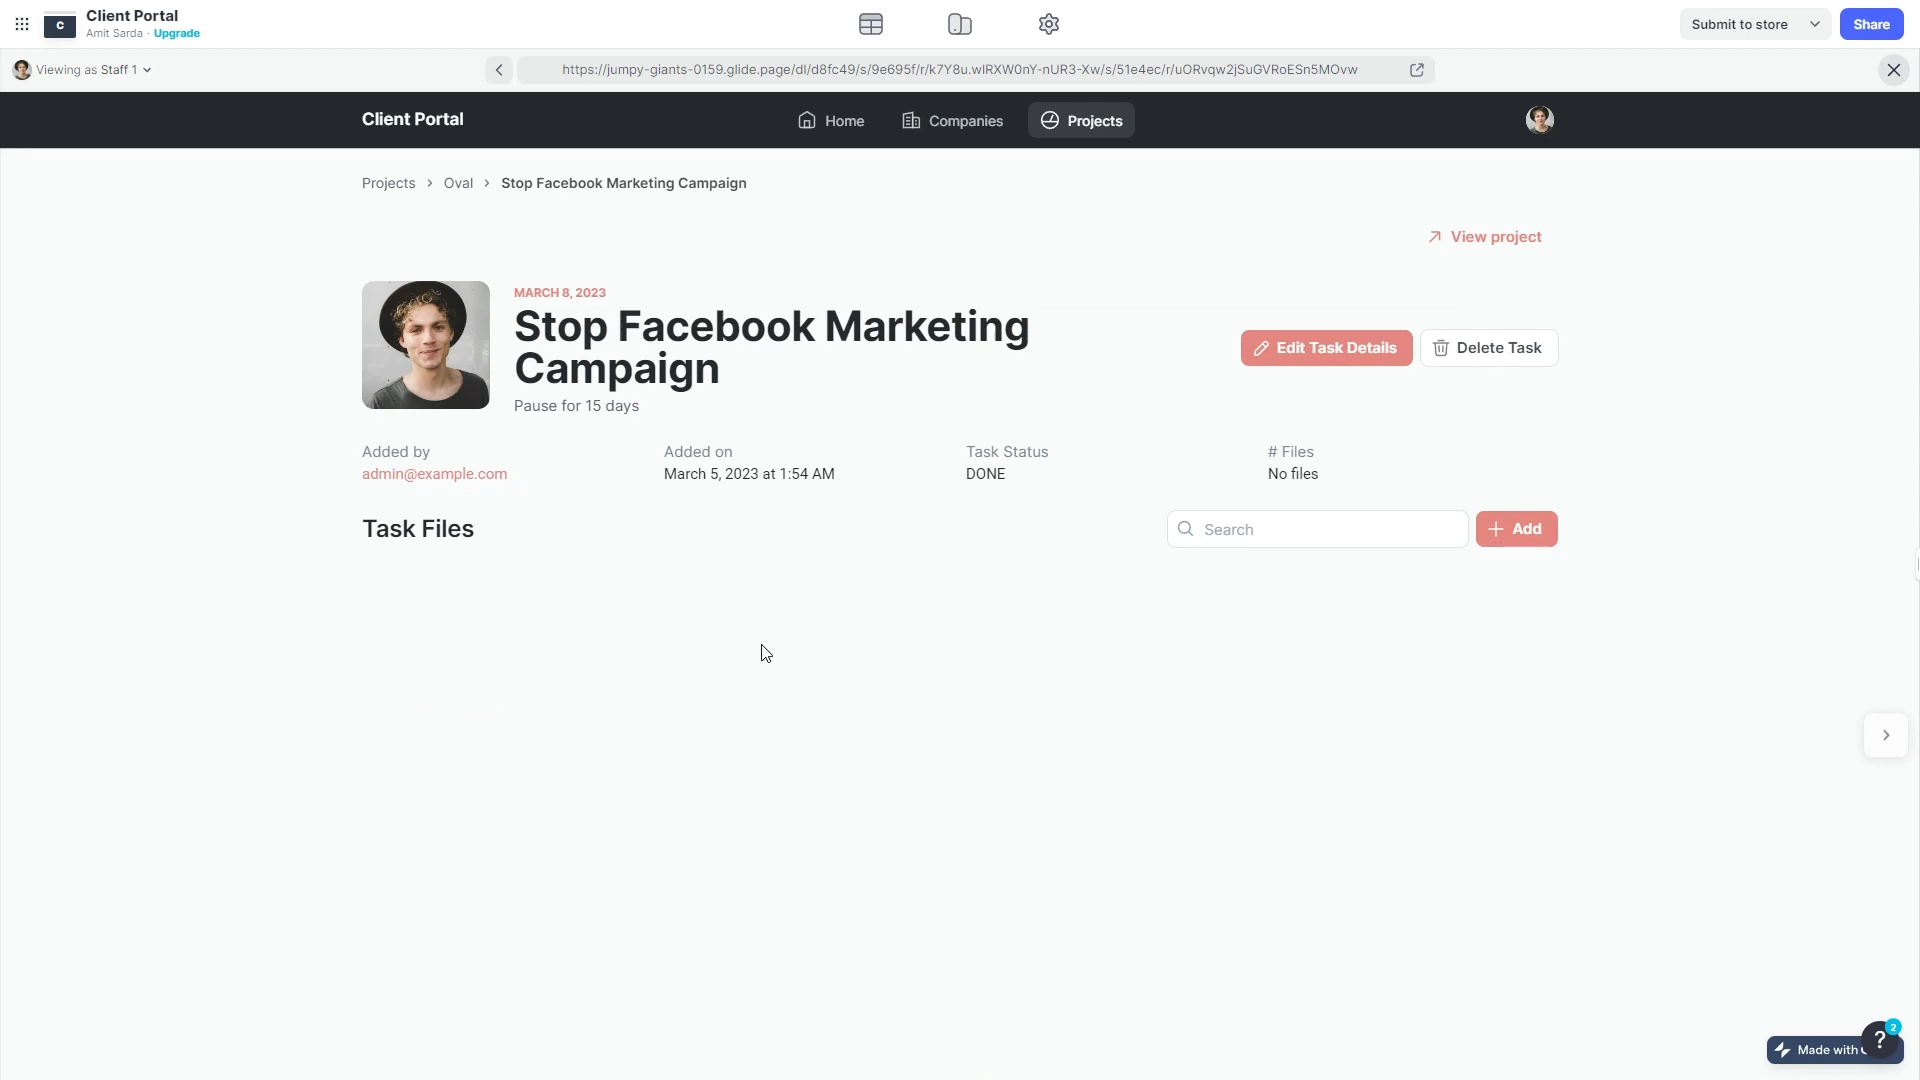 C
Client Portal
Amit Sarda · Upgrade
Submit to store
Share
Viewing as Staff 1
https://jumpy-giants-0159.glide.page/dl/d8fc49/s/9e695f/r/k7Y8u.wIRXW0nY-nUR3-Xw/s/51e4ec/r/uORvqw2jSuGVRoESn5MOvw
Client Portal
Home
Companies
Projects
Projects > Oval > Stop Facebook Marketing Campaign
View project
MARCH 8, 2023
Stop Facebook Marketing
Campaign
Pause for 15 days
Edit Task Details
Delete Task
Added by
admin@example.com
Added on
March 5, 2023 at 1:54 AM
Task Status
DONE
# Files
No files
Task Files
Search
Add
2
?
Made with